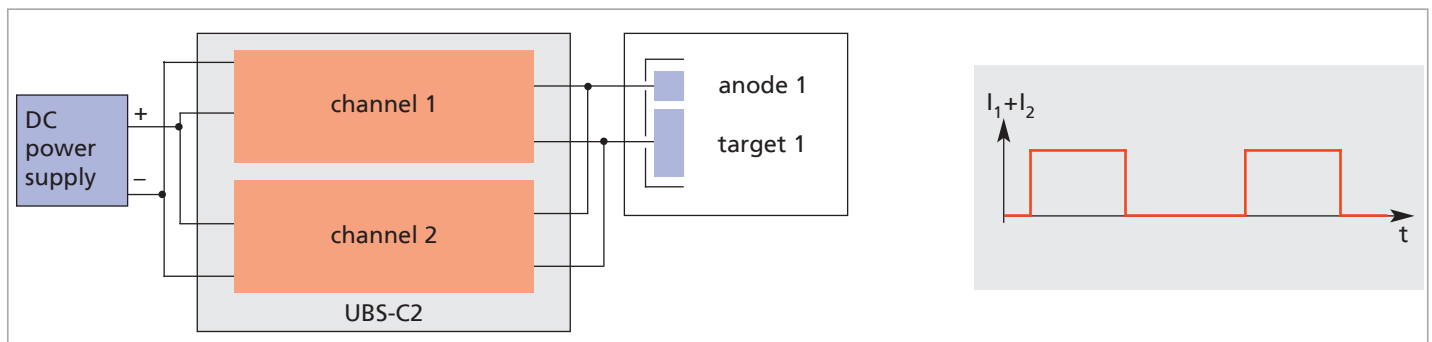 DC
power
supply
+
–
channel 1
channel 2
UBS-C2
anode 1
target 1
I₁+I₂
t